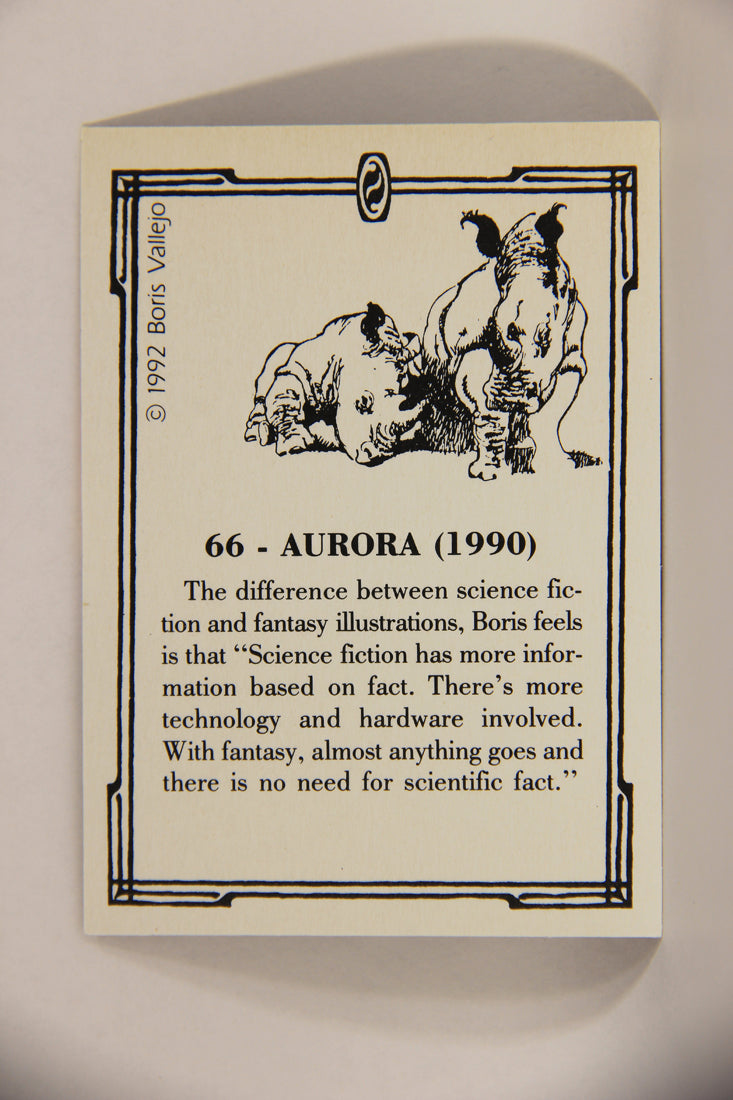 © 1992 Boris Vallejo
66 - AURORA (1990)
The difference between science fic-
tion and fantasy illustrations, Boris feels
is that “Science fiction has more infor-
mation based on fact. There’s more
technology and hardware involved.
With fantasy, almost anything goes and
there is no need for scientific fact.”